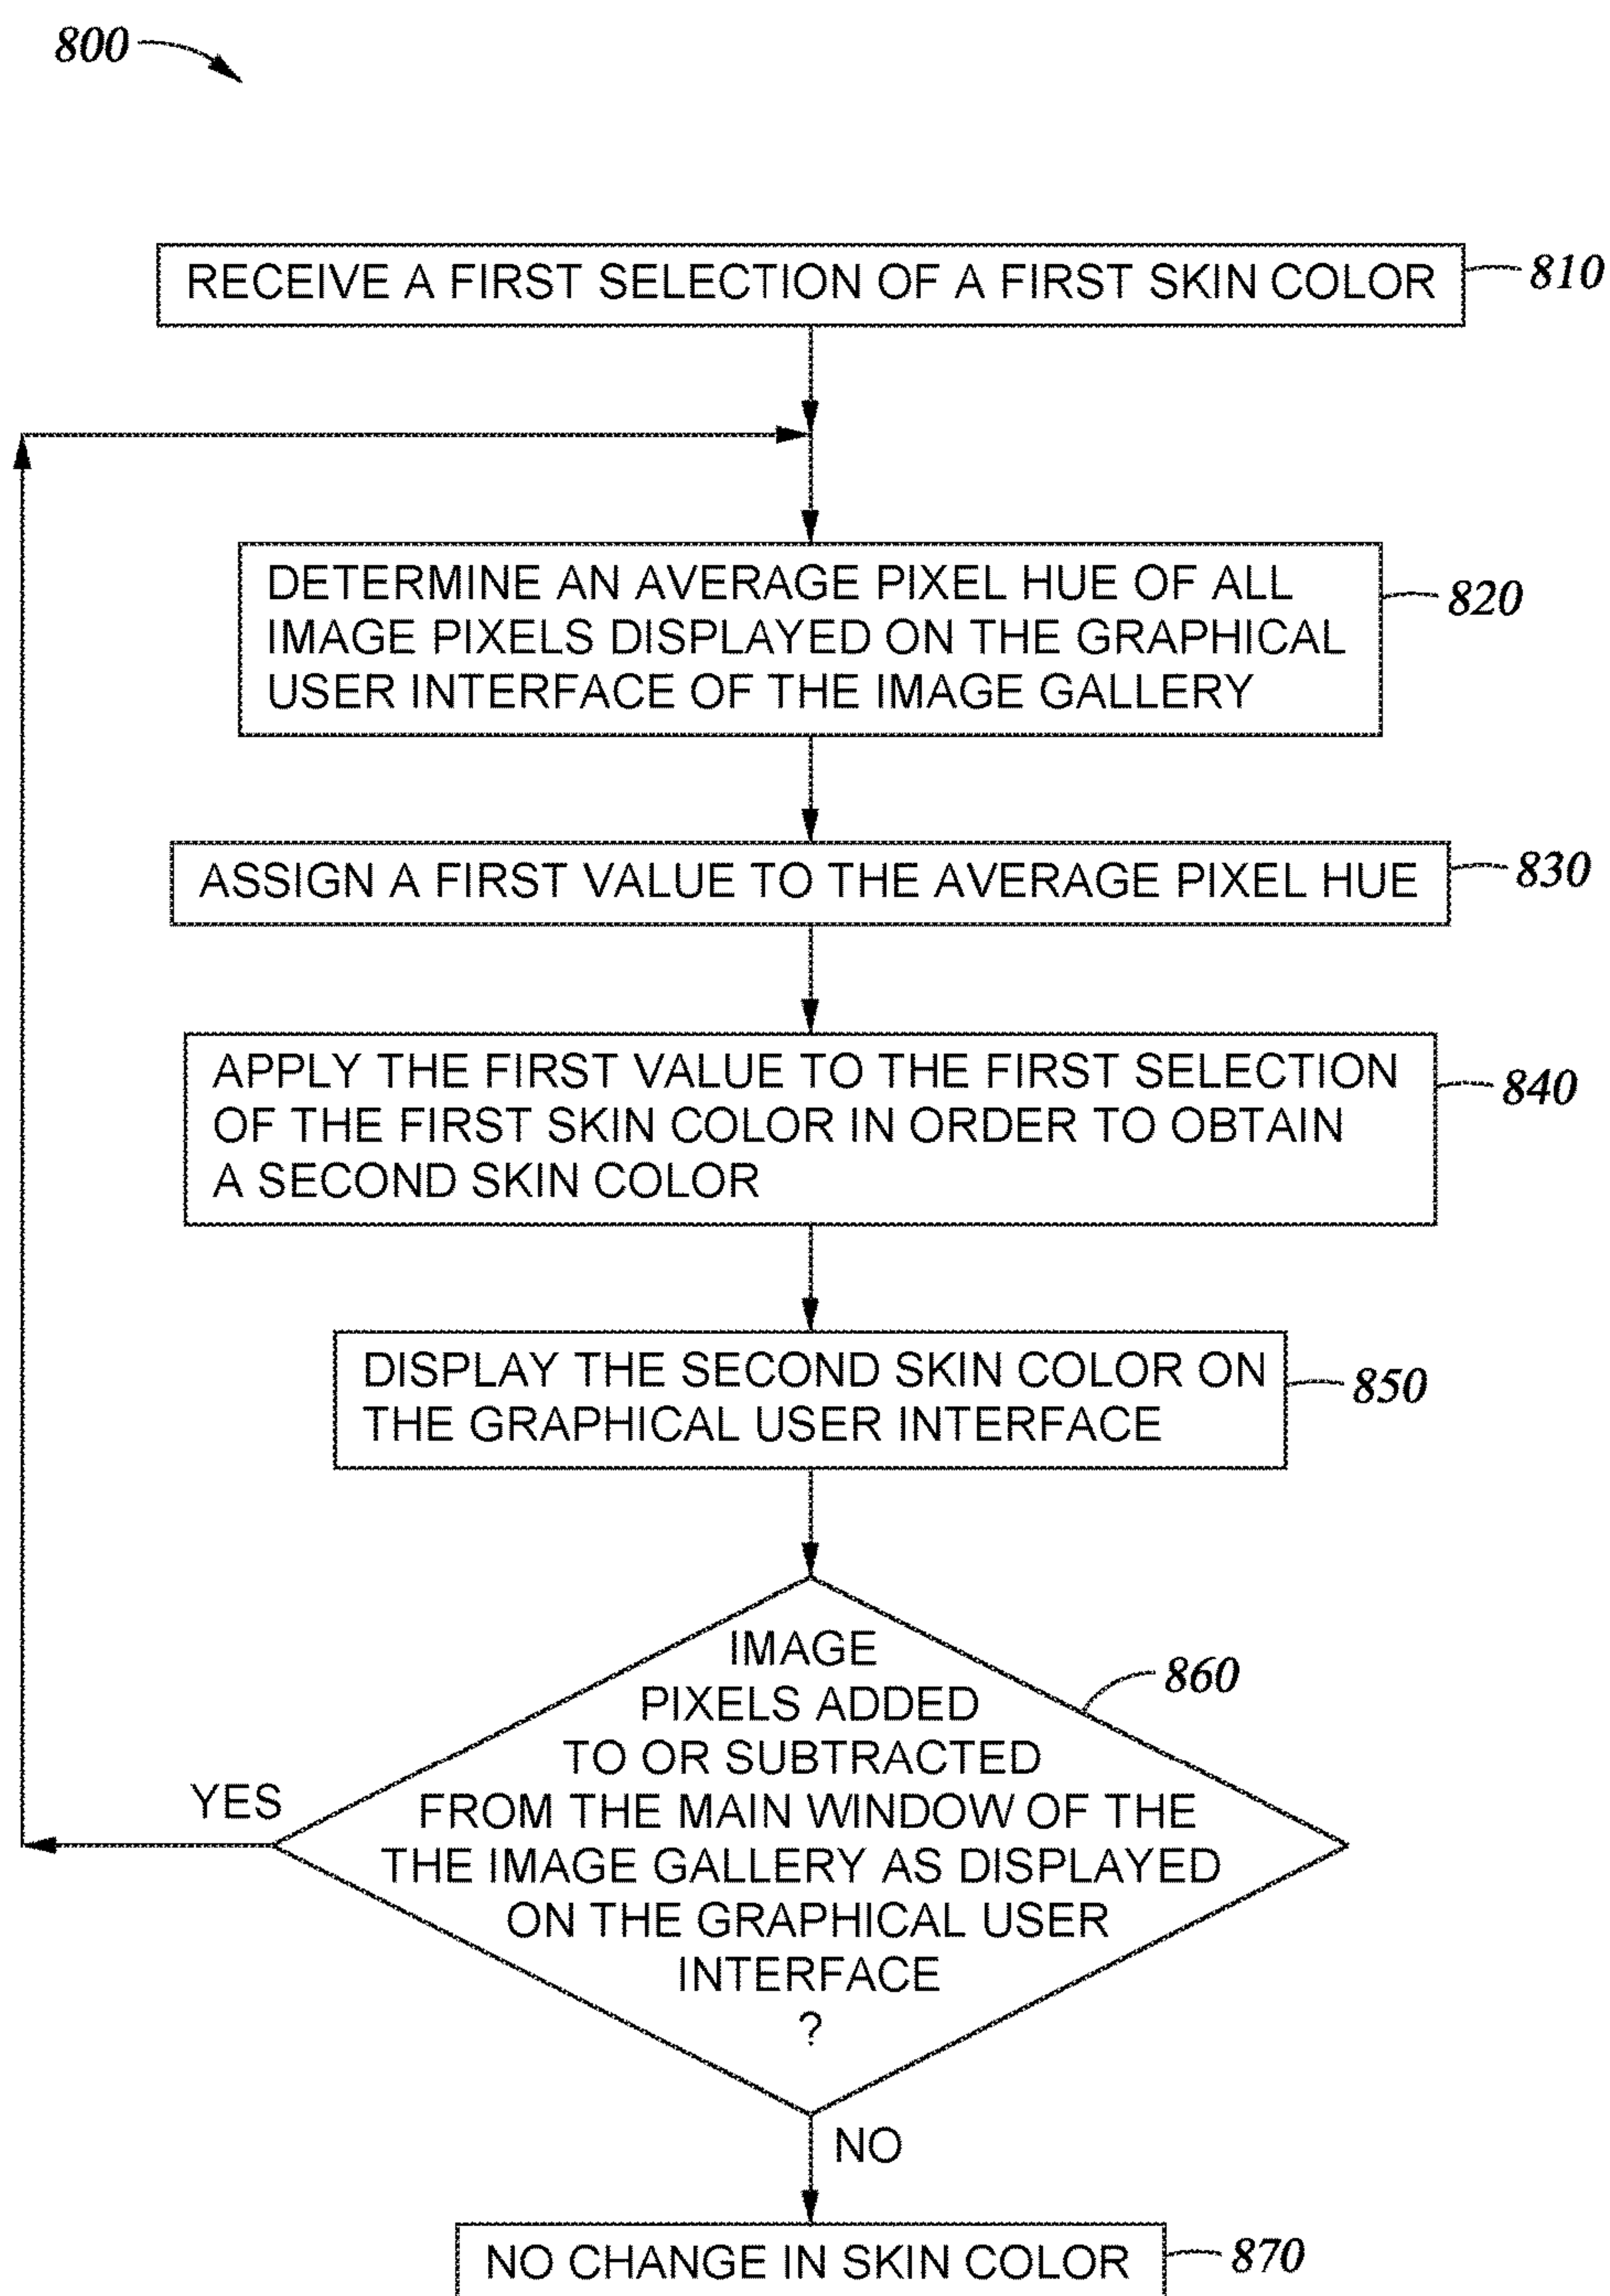 800
RECEIVE A FIRST SELECTION OF A FIRST SKIN COLOR
810
DETERMINE AN AVERAGE PIXEL HUE OF ALL
IMAGE PIXELS DISPLAYED ON THE GRAPHICAL
USER INTERFACE OF THE IMAGE GALLERY
820
ASSIGN A FIRST VALUE TO THE AVERAGE PIXEL HUE
830
APPLY THE FIRST VALUE TO THE FIRST SELECTION
OF THE FIRST SKIN COLOR IN ORDER TO OBTAIN
A SECOND SKIN COLOR
840
DISPLAY THE SECOND SKIN COLOR ON
THE GRAPHICAL USER INTERFACE
850
IMAGE
PIXELS ADDED
TO OR SUBTRACTED
FROM THE MAIN WINDOW OF THE
THE IMAGE GALLERY AS DISPLAYED
ON THE GRAPHICAL USER
INTERFACE
?
860
YES
NO
NO CHANGE IN SKIN COLOR
870